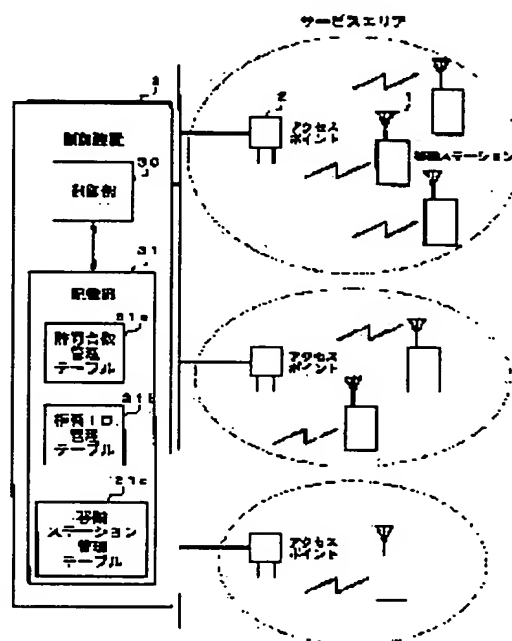 サービスエリア
3
制御装置
30
制御部
31
記憶部
31a
許可台数
管理
テーブル
31b
管理
テーブル
31c
移動
ステーション
管理
テーブル
2
アクセス
ポイント
1
移動ステーション
アクセス
ポイント
アクセス
ポイント